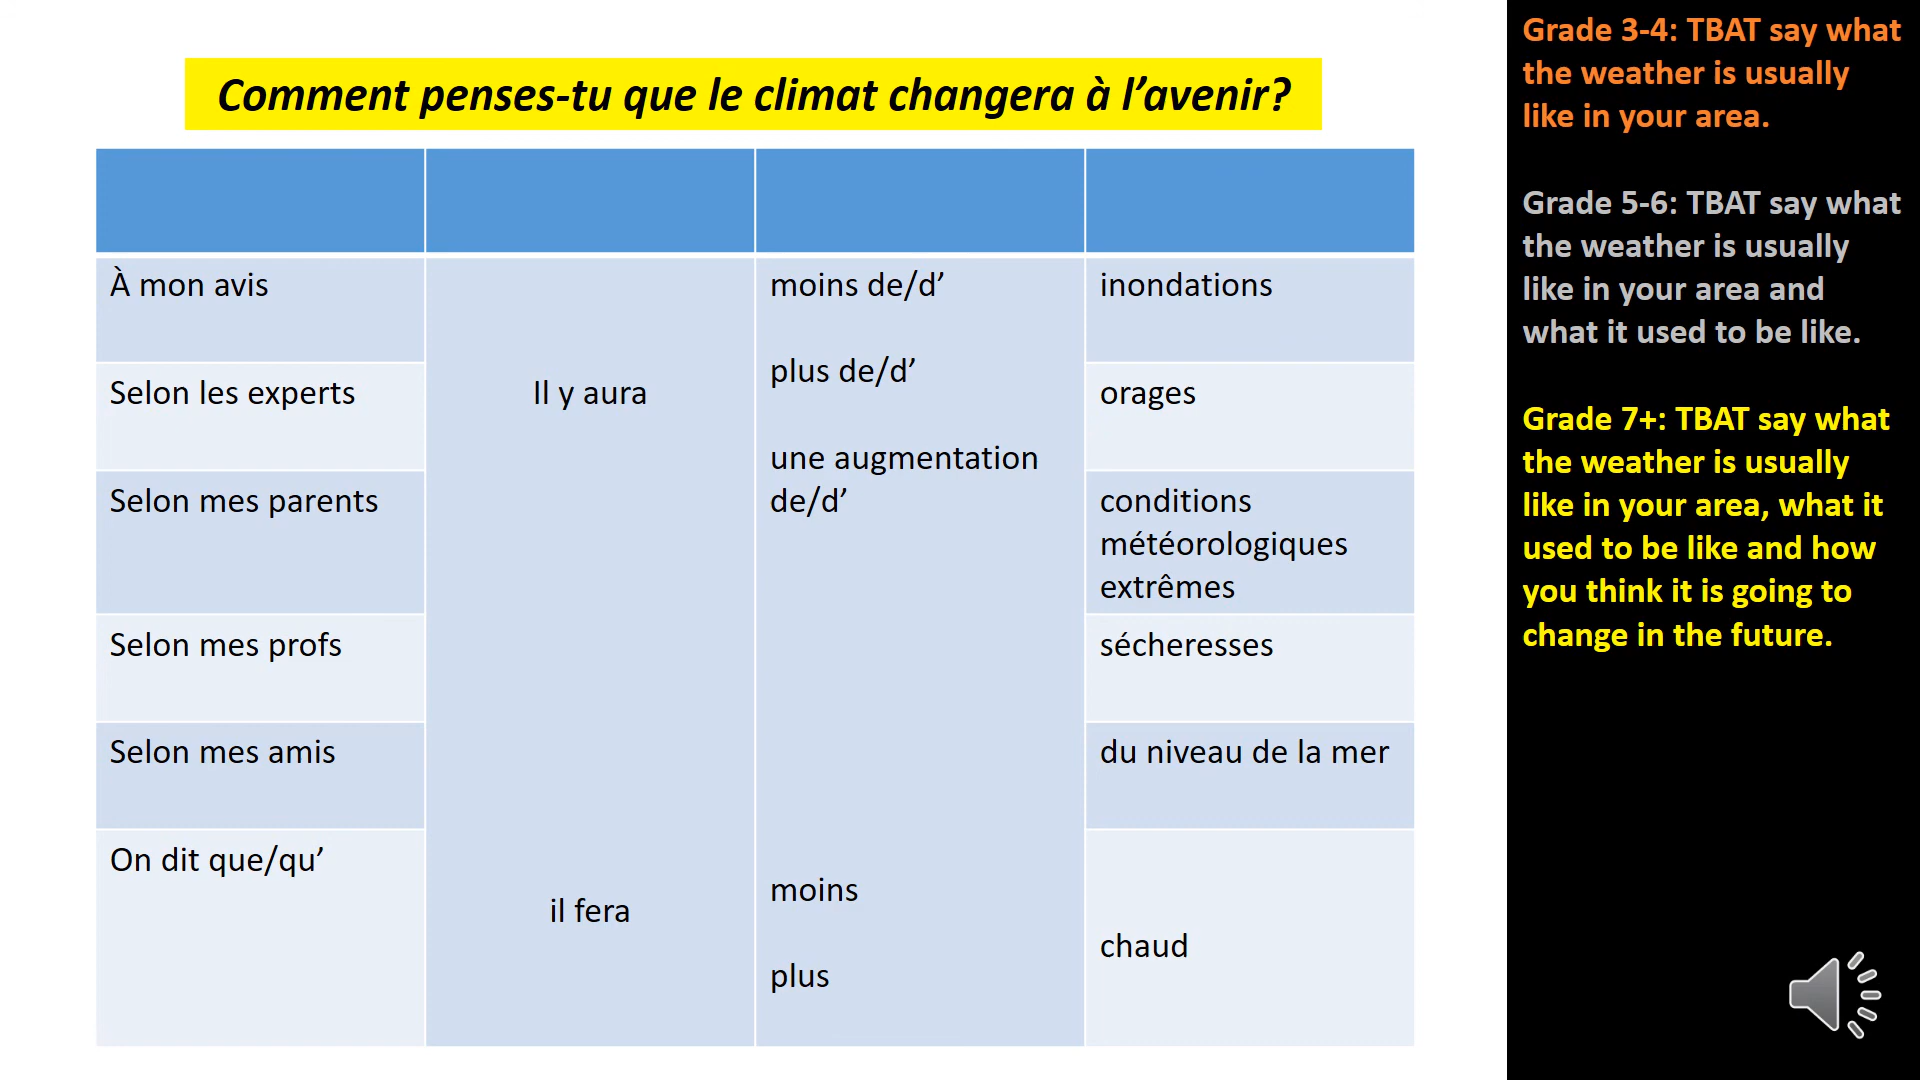 Comment penses-tu que le climat changera à l’avenir?
À mon avis
Selon les experts
Selon mes parents
Selon mes profs
Selon mes amis
On dit que/qu’
Il y aura
il fera
moins de/d’
plus de/d’
une augmentation
de/d’
moins
plus
inondations
orages
conditions
météorologiques
extrêmes
sécheresses
du niveau de la mer
chaud
Grade 3-4: TBAT say what
the weather is usually
like in your area.
Grade 5-6: TBAT say what
the weather is usually
like in your area and
what it used to be like.
Grade 7+: TBAT say what
the weather is usually
like in your area, what it
used to be like and how
you think it is going to
change in the future.